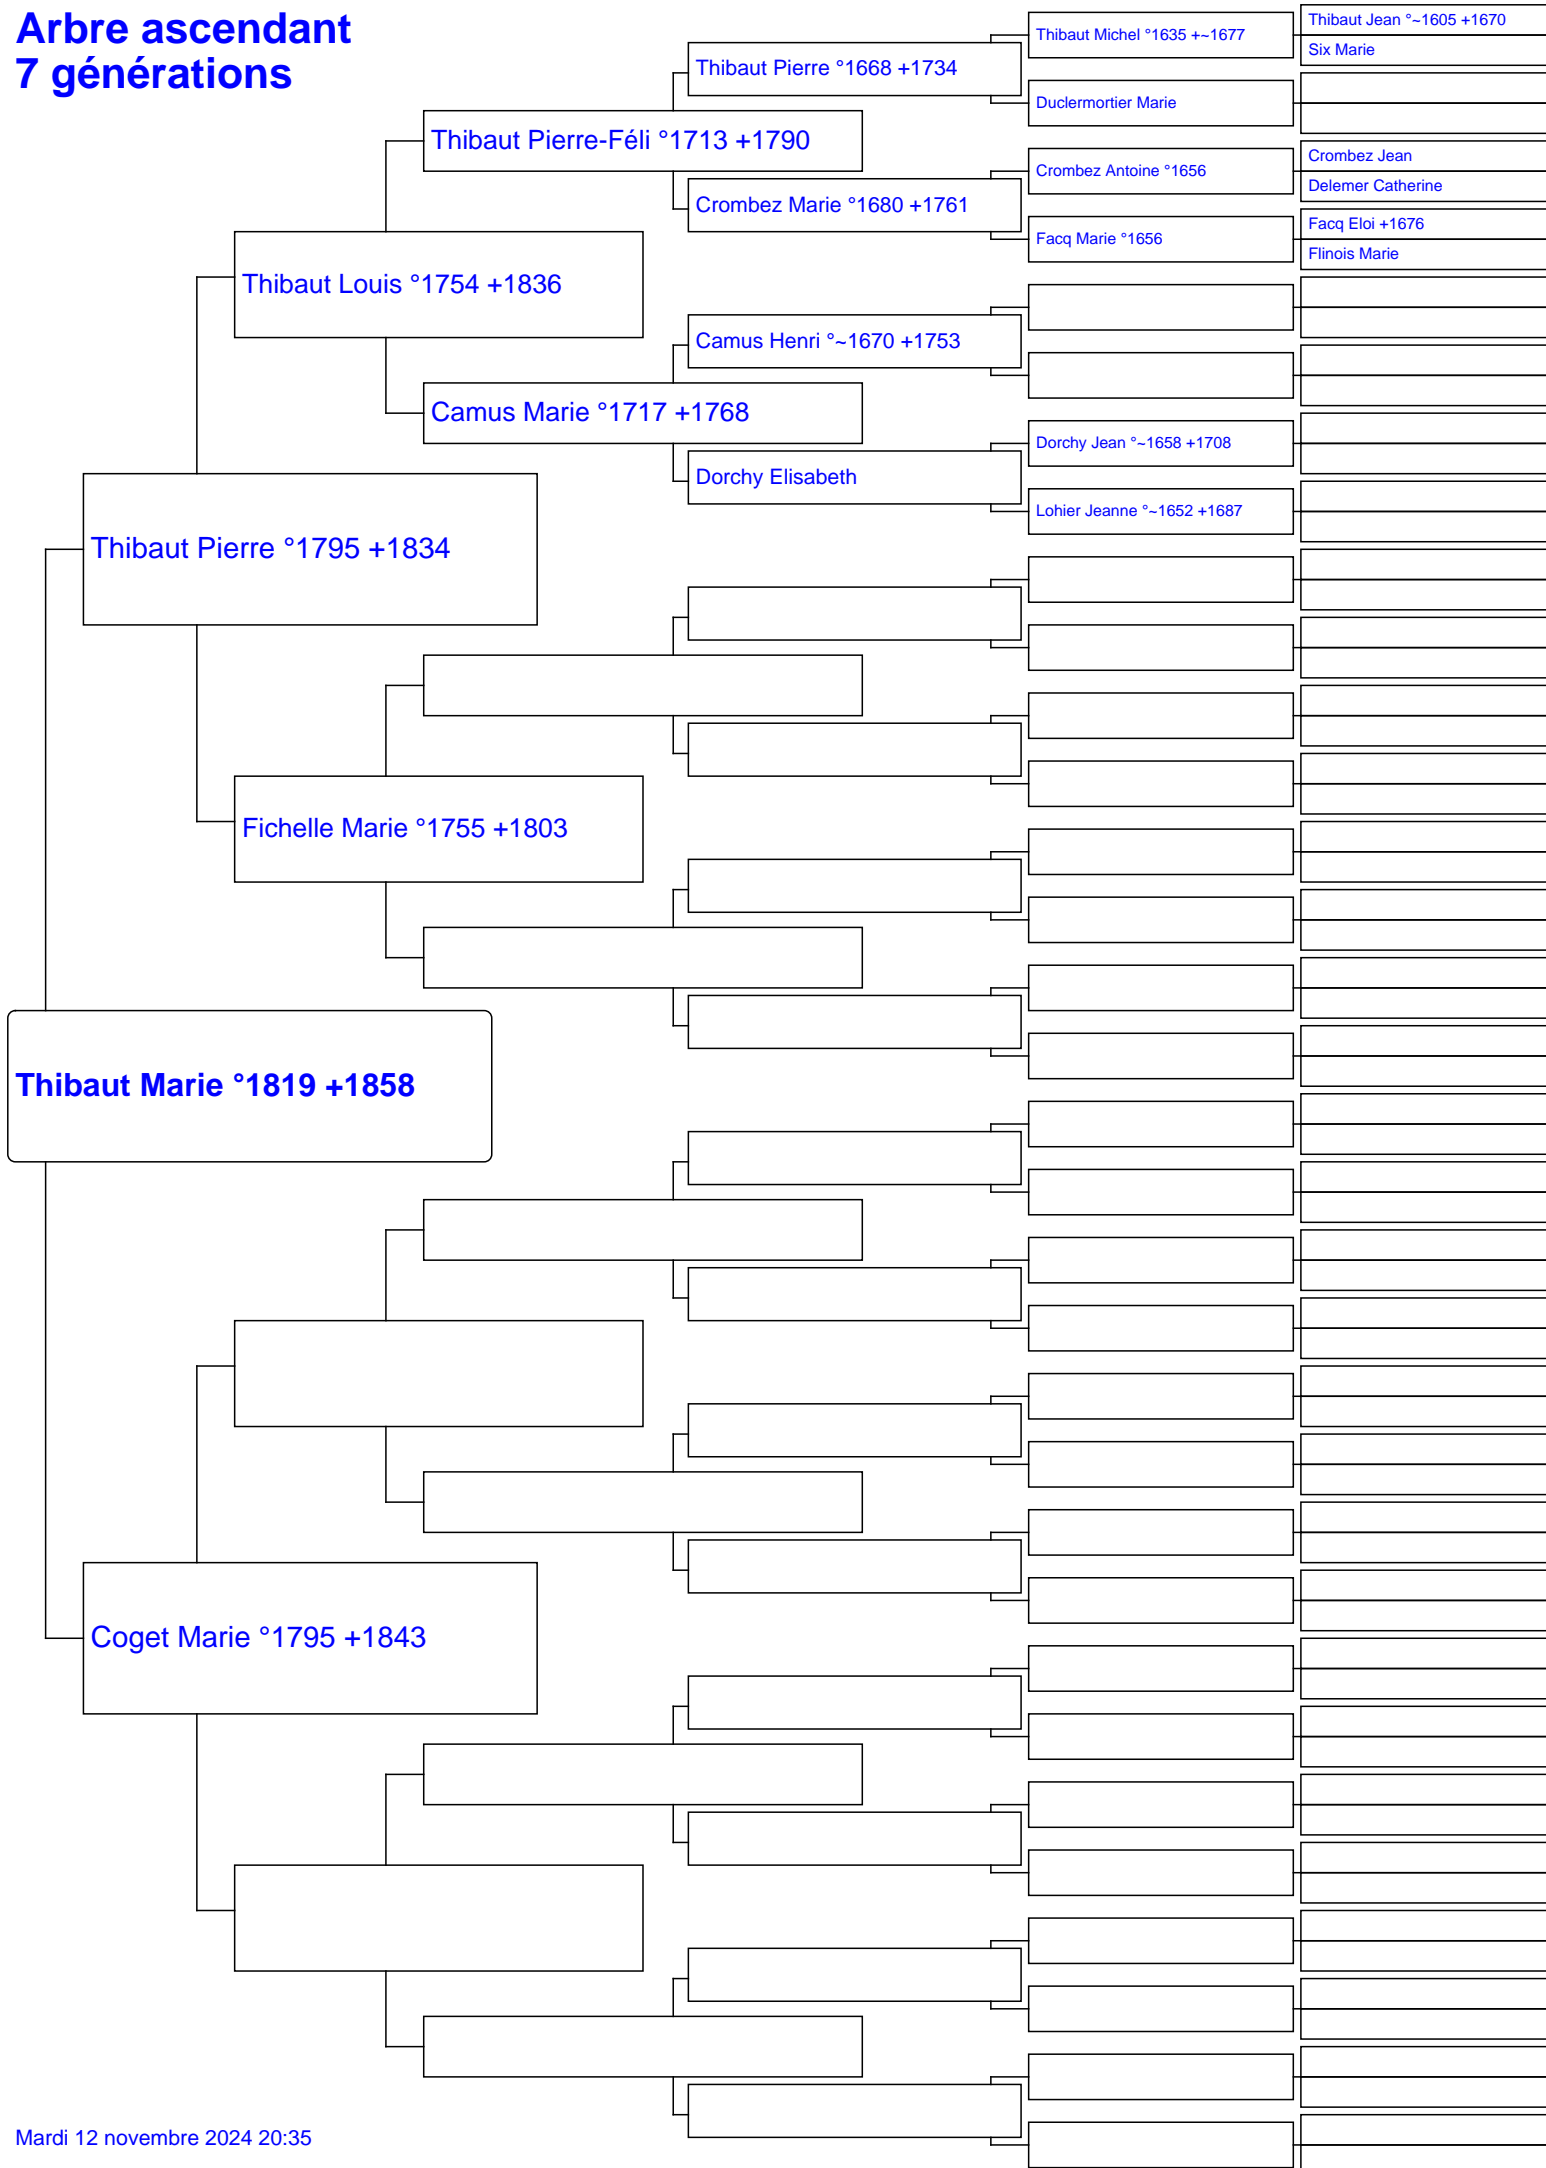 Arbre ascendant
7 générations
Thibaut Jean °~1605 +1670
Thibaut Michel °1635 +~1677
Six Marie
Thibaut Pierre °1668 +1734
Duclermortier Marie
Thibaut Pierre-Féli °1713 +1790
Crombez Jean
Crombez Antoine °1656
Delemer Catherine
Crombez Marie °1680 +1761
Facq Eloi +1676
Facq Marie °1656
Flinois Marie
Thibaut Louis °1754 +1836
Camus Henri °~1670 +1753
Camus Marie °1717 +1768
Dorchy Jean °~1658 +1708
Dorchy Elisabeth
Lohier Jeanne °~1652 +1687
Thibaut Pierre °1795 +1834
Fichelle Marie °1755 +1803
Thibaut Marie °1819 +1858
Coget Marie °1795 +1843
Mardi 12 novembre 2024 20:35